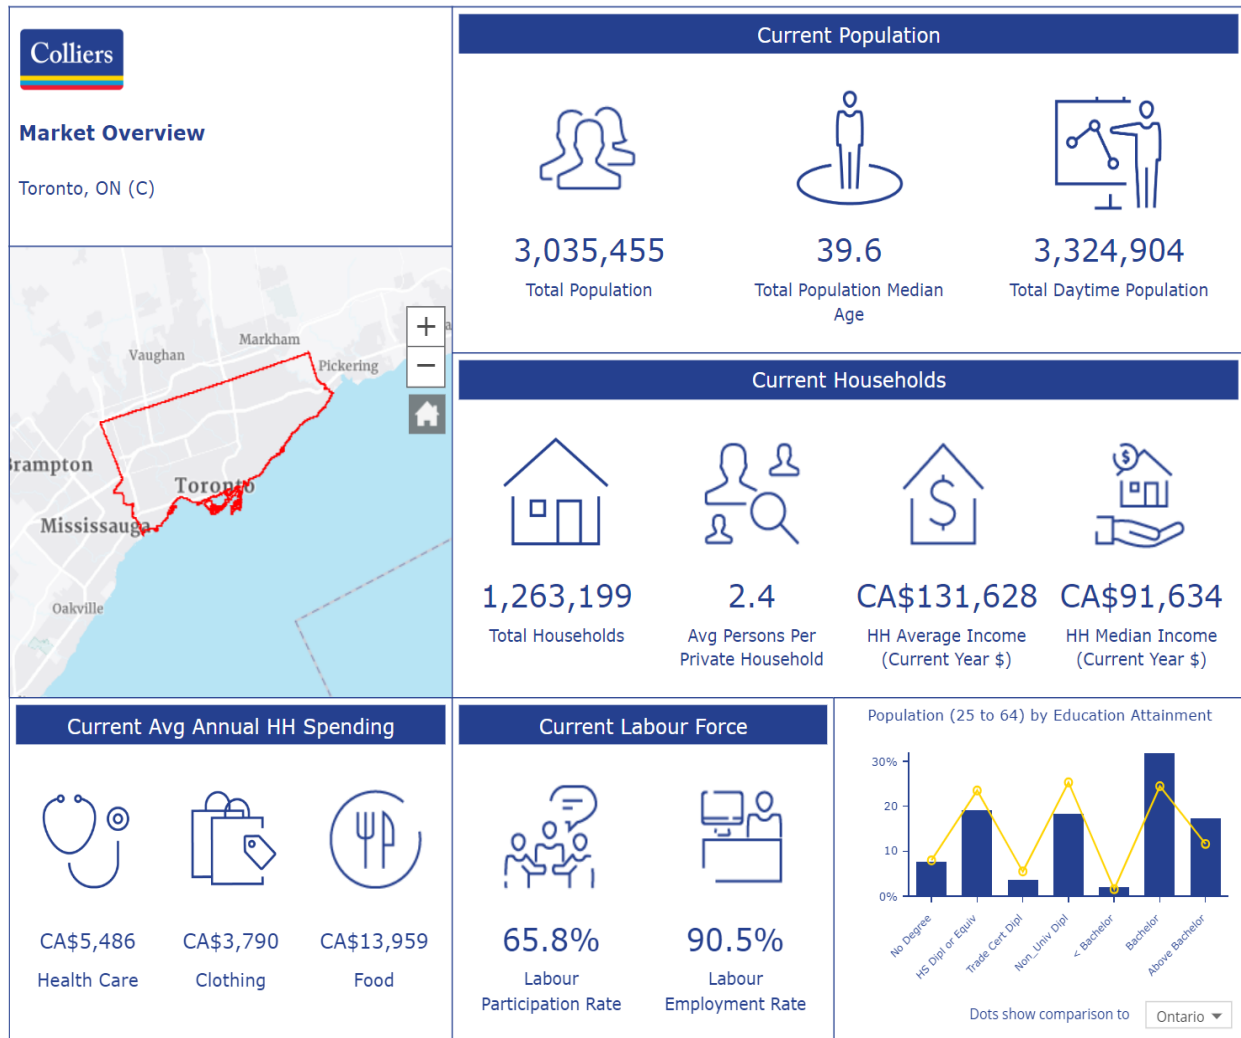 Colliers
Market Overview
Toronto, ON (C)
Current Population
3,035,455
Total Population
39.6
Total Population Median
Age
3,324,904
Total Daytime Population
Vaughan
Markham
Pickering
Brampton
Toronto
Mississauga
Oakville
+
−
Current Households
1,263,199
Total Households
2.4
Avg Persons Per
Private Household
CA$131,628
HH Average Income
(Current Year $)
CA$91,634
HH Median Income
(Current Year $)
Current Avg Annual HH Spending
CA$5,486
Health Care
CA$3,790
Clothing
CA$13,959
Food
Current Labour Force
65.8%
Labour
Participation Rate
90.5%
Labour
Employment Rate
Population (25 to 64) by Education Attainment
30%
20
10
0%
No Degree
HS Dipl or Equiv
Trade Cert Dipl
Non_Univ Dipl
< Bachelor
Bachelor
Above Bachelor
Dots show comparison to
Ontario